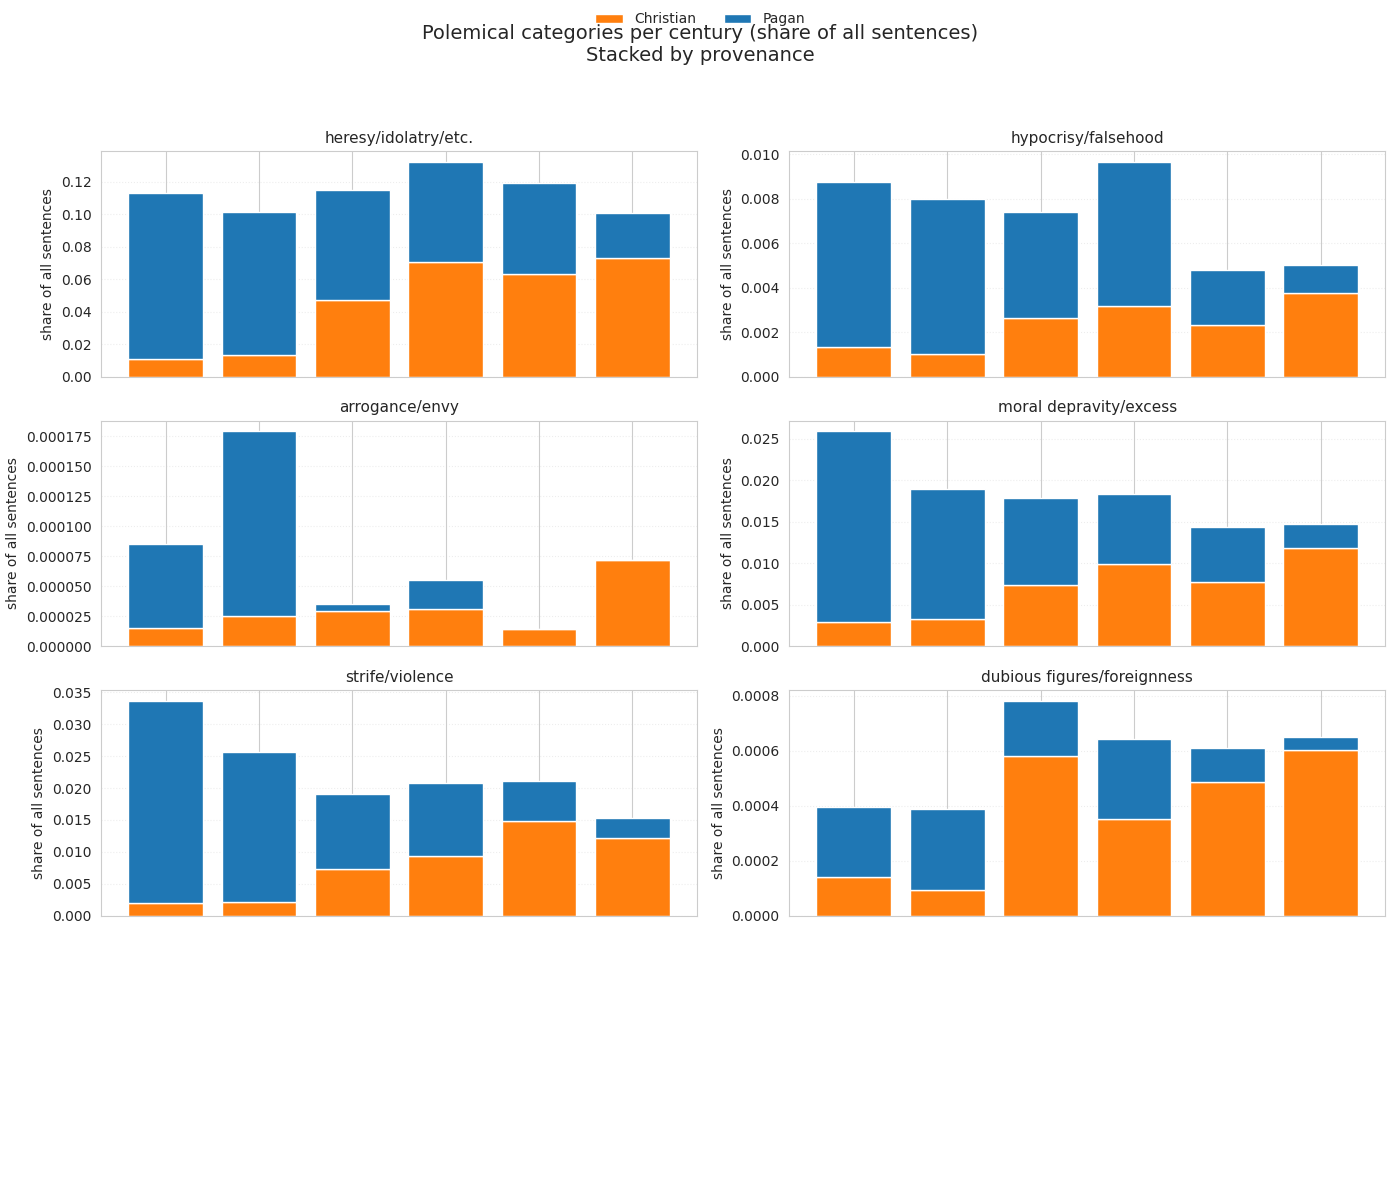 Christian
Pagan
Polemical categories per century (share of all sentences)
Stacked by provenance
heresy/idolatry/etc.
share of all sentences
0.12
0.10
0.08
0.06
0.04
0.02
0.00
hypocrisy/falsehood
share of all sentences
0.010
0.008
0.006
0.004
0.002
0.000
arrogance/envy
share of all sentences
0.000175
0.000150
0.000125
0.000100
0.000075
0.000050
0.000025
0.000000
moral depravity/excess
share of all sentences
0.025
0.020
0.015
0.010
0.005
0.000
strife/violence
share of all sentences
0.035
0.030
0.025
0.020
0.015
0.010
0.005
0.000
dubious figures/foreignness
share of all sentences
0.0008
0.0006
0.0004
0.0002
0.0000